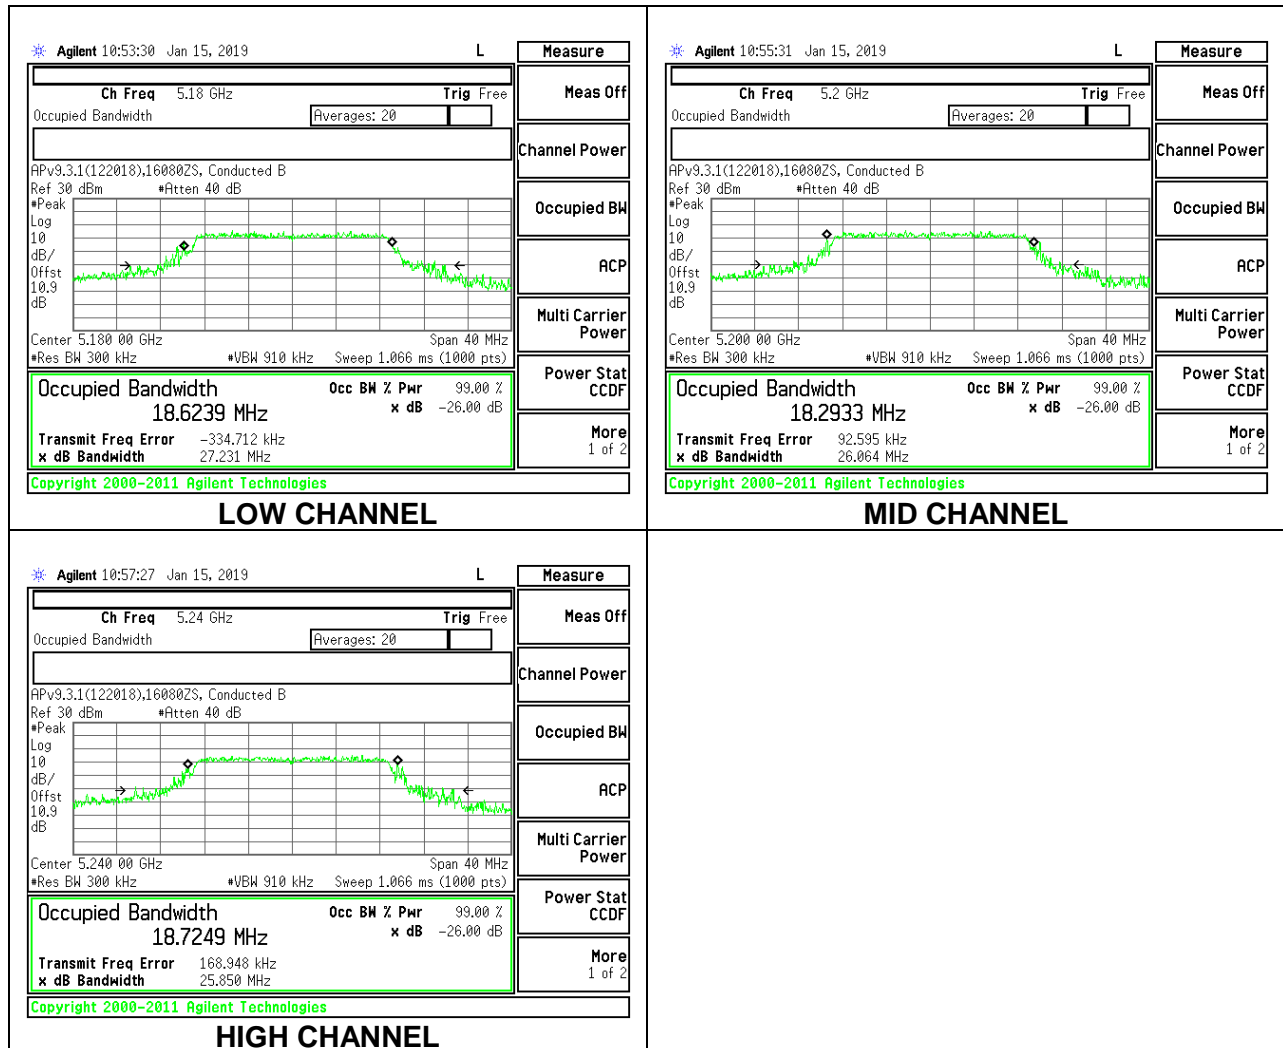 Agilent 10:53:30 Jan 15, 2019 L Measure
Ch Freq 5.18 GHz Trig Free
Meas Off
Occupied Bandwidth Averages: 20
Channel Power
APv9.3.1(122018),16080ZS, Conducted B
Ref 30 dBm #Atten 40 dB
#Peak
Log
10
dB/
Offst
10.9
dB
Occupied BW
ACP
Multi Carrier
Power
Center 5.180 00 GHz Span 40 MHz
#Res BW 300 kHz #VBW 910 kHz Sweep 1.066 ms (1000 pts)
Power Stat
CCDF
Occupied Bandwidth Occ BW % Pwr 99.00 %
18.6239 MHz x dB -26.00 dB
Transmit Freq Error -334.712 kHz
x dB Bandwidth 27.231 MHz
More
1 of 2
Copyright 2000-2011 Agilent Technologies
LOW CHANNEL
Agilent 10:55:31 Jan 15, 2019 L Measure
Ch Freq 5.2 GHz Trig Free
Meas Off
Occupied Bandwidth Averages: 20
Channel Power
APv9.3.1(122018),16080ZS, Conducted B
Ref 30 dBm #Atten 40 dB
#Peak
Log
10
dB/
Offst
10.9
dB
Occupied BW
ACP
Multi Carrier
Power
Center 5.200 00 GHz Span 40 MHz
#Res BW 300 kHz #VBW 910 kHz Sweep 1.066 ms (1000 pts)
Power Stat
CCDF
Occupied Bandwidth Occ BW % Pwr 99.00 %
18.2933 MHz x dB -26.00 dB
Transmit Freq Error 92.595 kHz
x dB Bandwidth 26.064 MHz
More
1 of 2
Copyright 2000-2011 Agilent Technologies
MID CHANNEL
Agilent 10:57:27 Jan 15, 2019 L Measure
Ch Freq 5.24 GHz Trig Free
Meas Off
Occupied Bandwidth Averages: 20
Channel Power
APv9.3.1(122018),16080ZS, Conducted B
Ref 30 dBm #Atten 40 dB
#Peak
Log
10
dB/
Offst
10.9
dB
Occupied BW
ACP
Multi Carrier
Power
Center 5.240 00 GHz Span 40 MHz
#Res BW 300 kHz #VBW 910 kHz Sweep 1.066 ms (1000 pts)
Power Stat
CCDF
Occupied Bandwidth Occ BW % Pwr 99.00 %
18.7249 MHz x dB -26.00 dB
Transmit Freq Error 168.948 kHz
x dB Bandwidth 25.850 MHz
More
1 of 2
Copyright 2000-2011 Agilent Technologies
HIGH CHANNEL